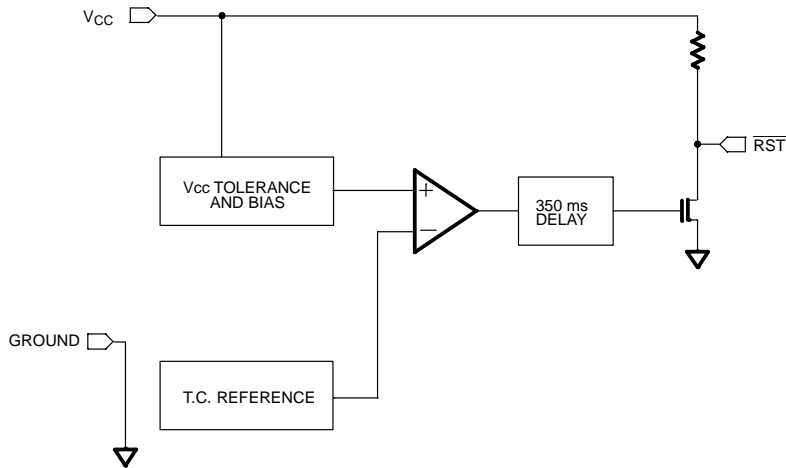 VCC
RST
Vcc TOLERANCE
AND BIAS
+
−
350 ms
DELAY
GROUND
T.C. REFERENCE